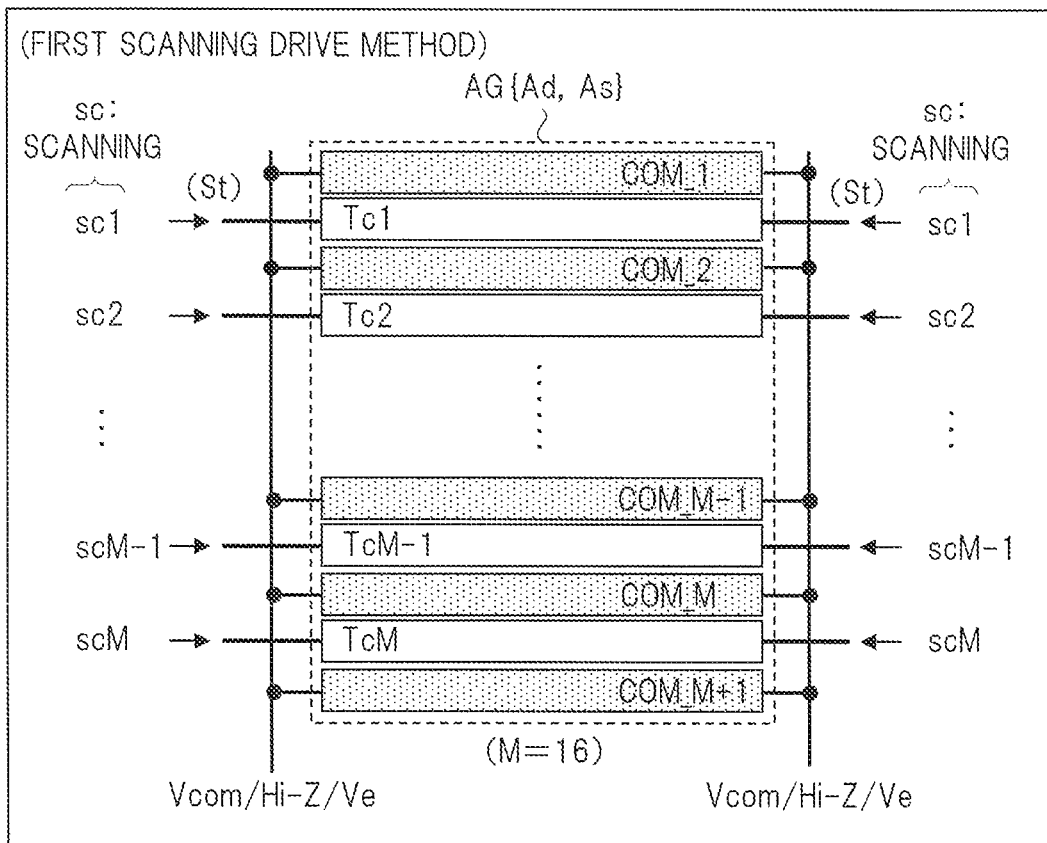 (FIRST SCANNING DRIVE METHOD)
AG{Ad, As}
sc:
SCANNING
sc:
SCANNING
COM_1
(St)
(St)
sc1
Tc1
sc1
COM_2
sc2
Tc2
sc2
COM_M-1
scM-1
TcM-1
scM-1
COM_M
scM
TcM
scM
COM_M+1
(M=16)
Vcom/Hi-Z/Ve
Vcom/Hi-Z/Ve